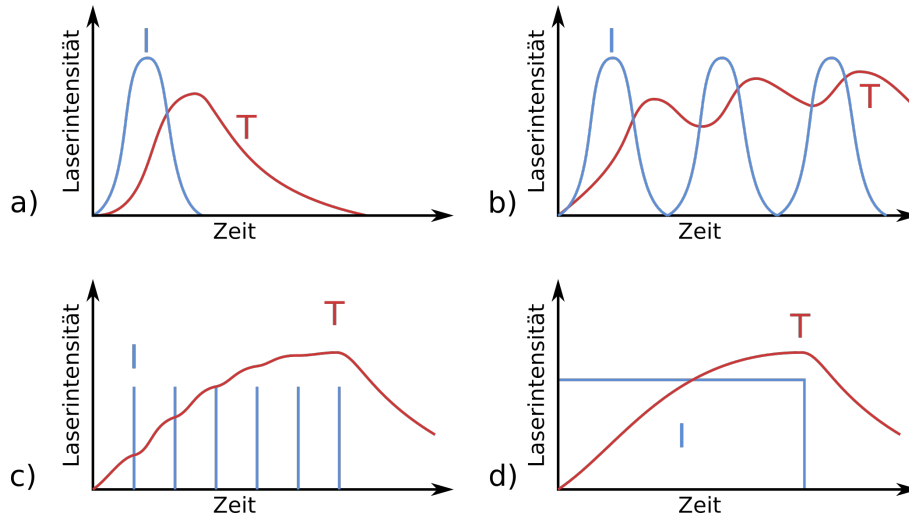 a)
Laserintensität
I
T
Zeit
b)
Laserintensität
I
T
Zeit
c)
Laserintensität
I
T
Zeit
d)
Laserintensität
I
T
Zeit